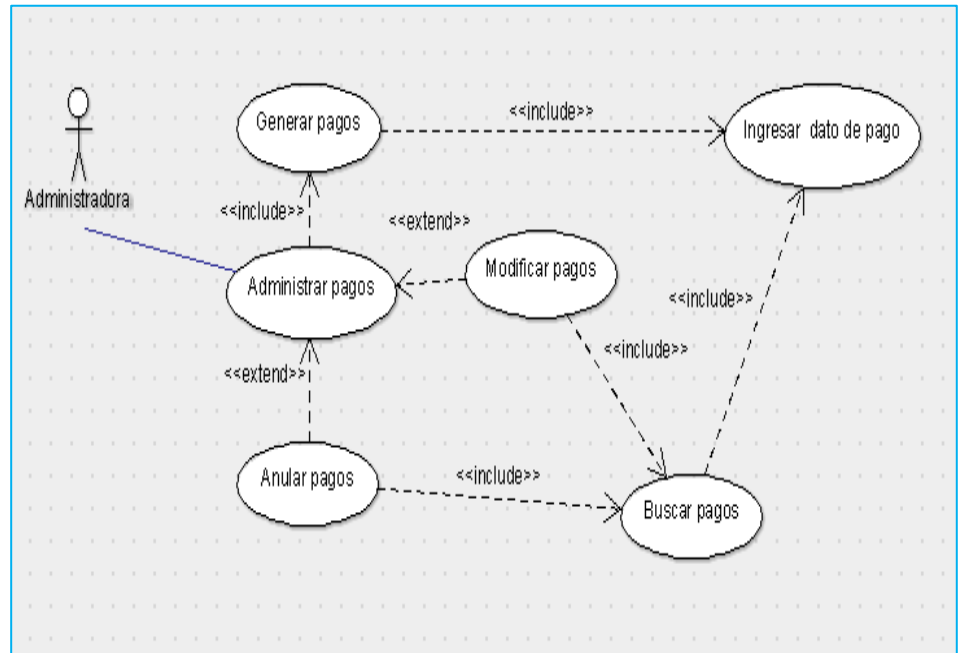 <<include>>
Generar pagos
Ingresar dato de pago
Administradora
<<include>>
<<extend>>
Modificar pagos
Administrar pagos
<<include>>
<<include>>
<<extend>>
Anular pagos
<<include>>
Buscar pagos